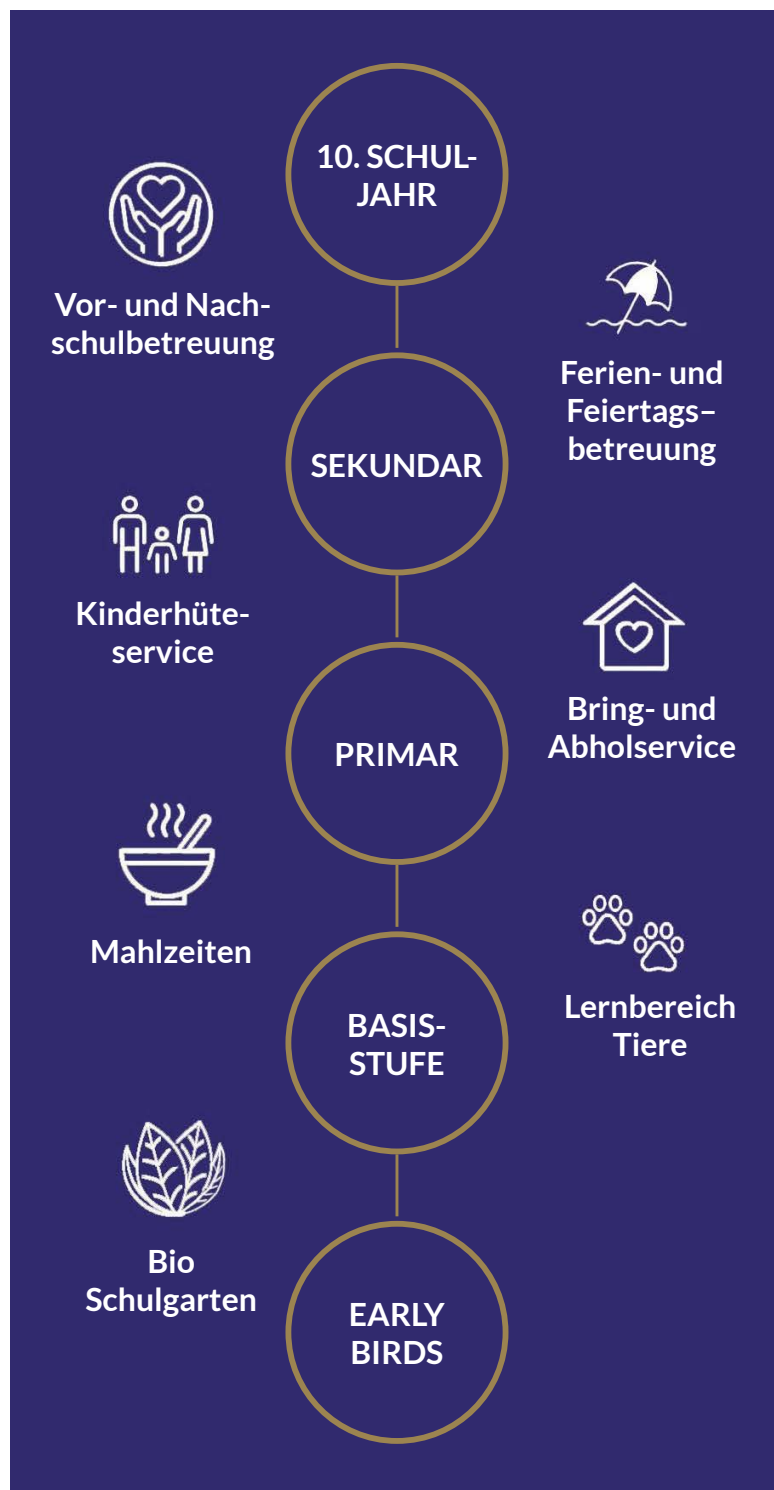 10. SCHUL-
JAHR
Vor- und Nach-
schulbetreuung
Ferien- und
Feiertags–
betreuung
SEKUNDAR
Kinderhüte-
service
Bring- und
Abholservice
PRIMAR
Mahlzeiten
Lernbereich
Tiere
BASIS-
STUFE
Bio
Schulgarten
EARLY
BIRDS